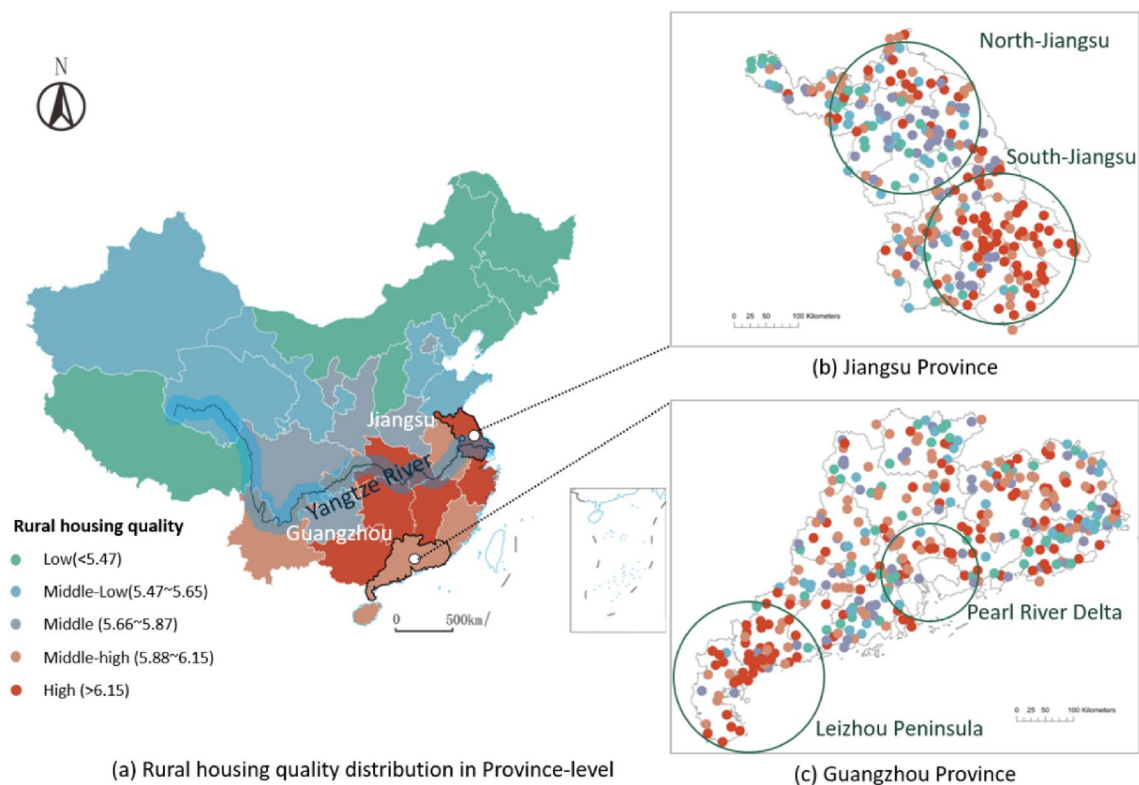 N
Jiangsu
Yangtze River
Guangzhou
Rural housing quality
Low(<5.47)
Middle-Low(5.47~5.65)
Middle (5.66~5.87)
Middle-high (5.88~6.15)
High (>6.15)
0 500km
(a) Rural housing quality distribution in Province-level
North-Jiangsu
South-Jiangsu
0 25 50 100 Kilometers
(b) Jiangsu Province
Pearl River Delta
Leizhou Peninsula
0 25 50 100 Kilometers
(c) Guangzhou Province